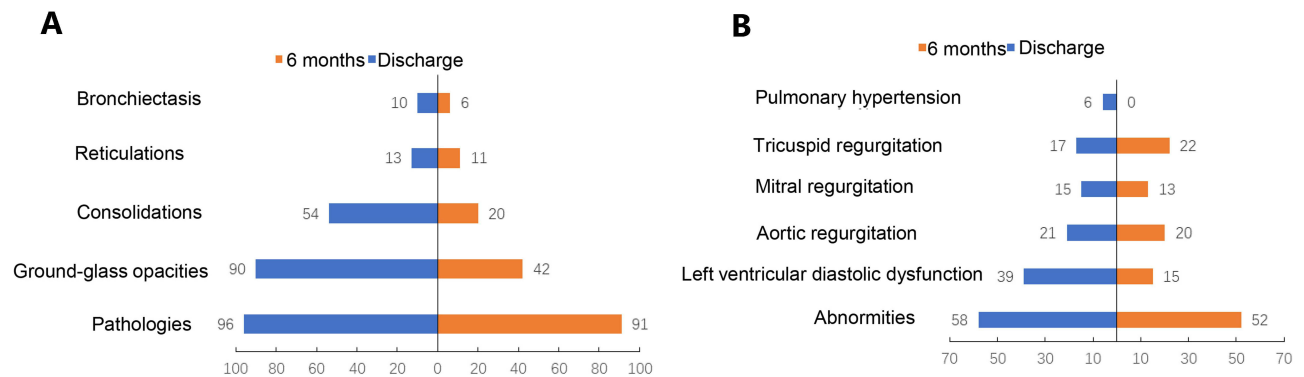 A
6 months Discharge
Bronchiectasis 10 6
Reticulations 13 11
Consolidations 54 20
Ground-glass opacities 90 42
Pathologies 96 91
100 80 60 40 20 0 20 40 60 80 100
B
6 months Discharge
Pulmonary hypertension 6 0
Tricuspid regurgitation 17 22
Mitral regurgitation 15 13
Aortic regurgitation 21 20
Left ventricular diastolic dysfunction 39 15
Abnormities 58 52
70 50 30 10 10 30 50 70